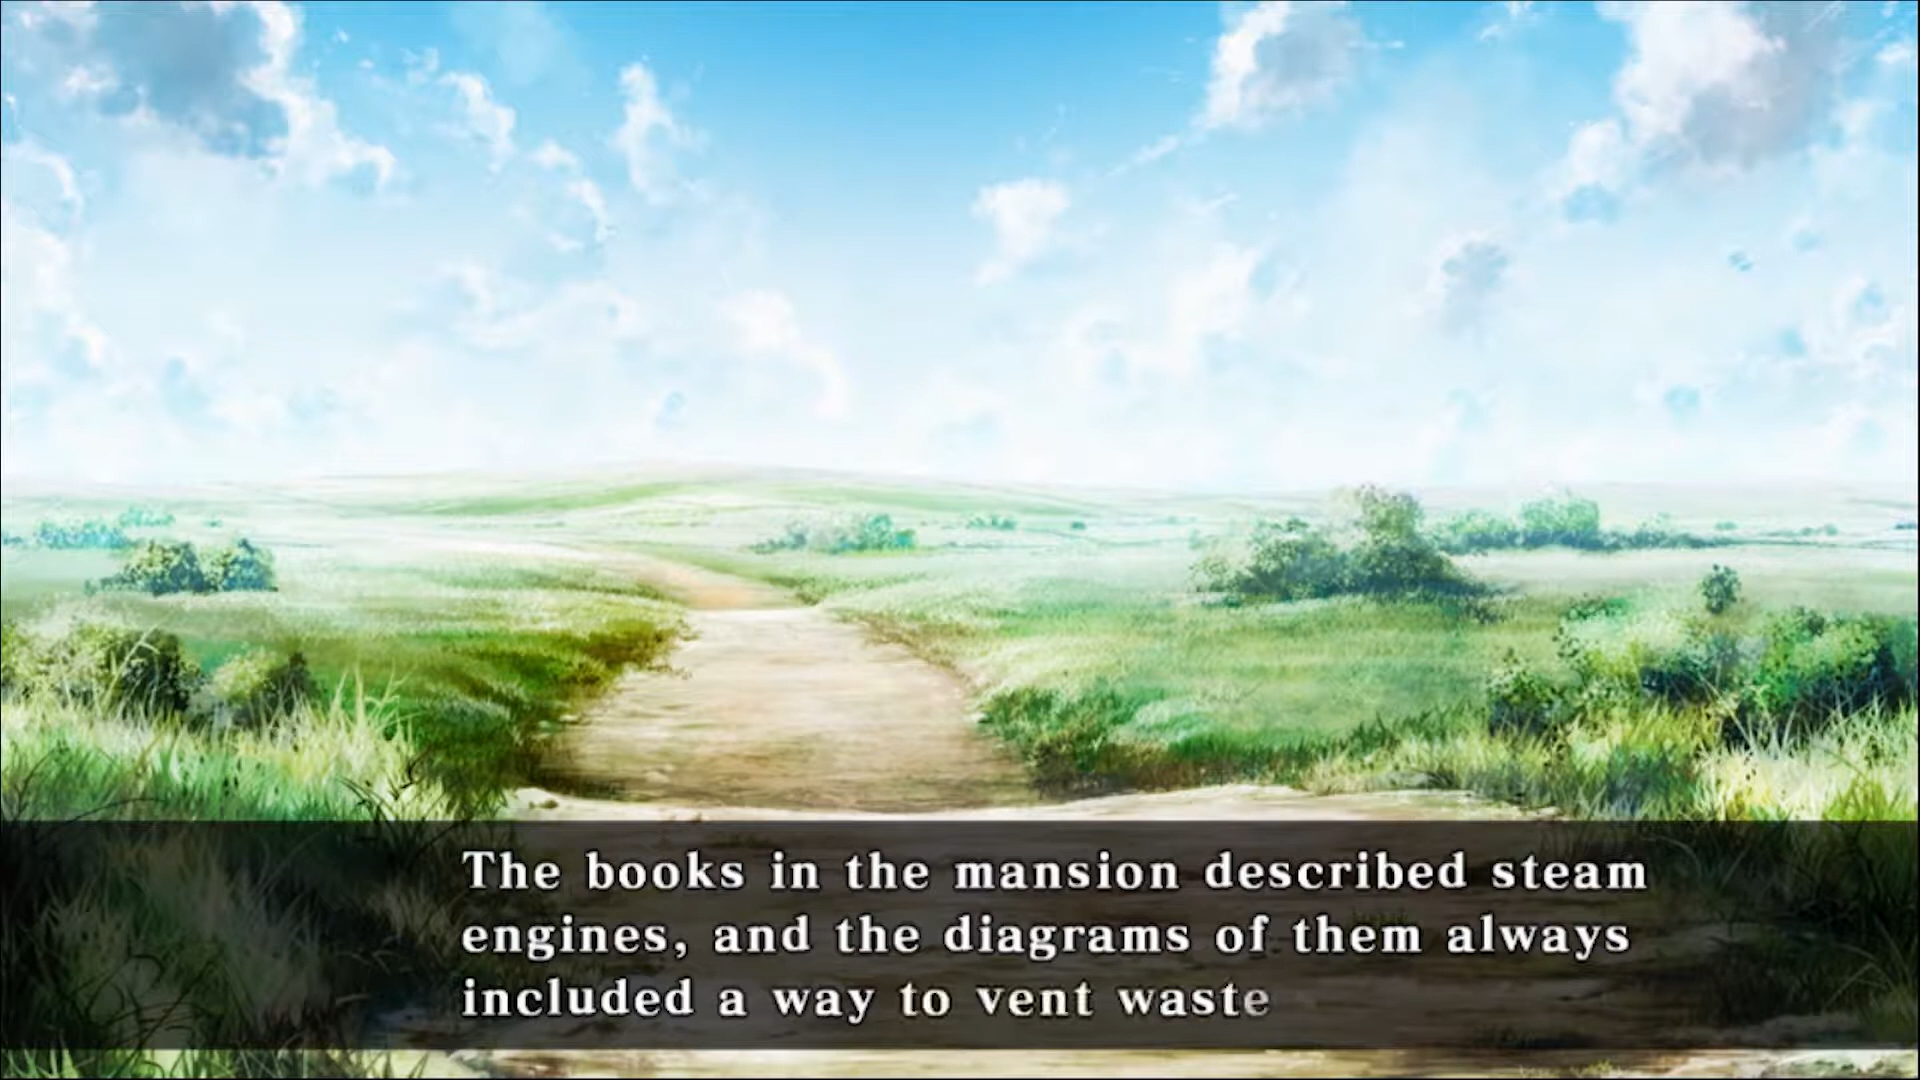 The books in the mansion described steam
engines, and the diagrams of them always
included a way to vent waste